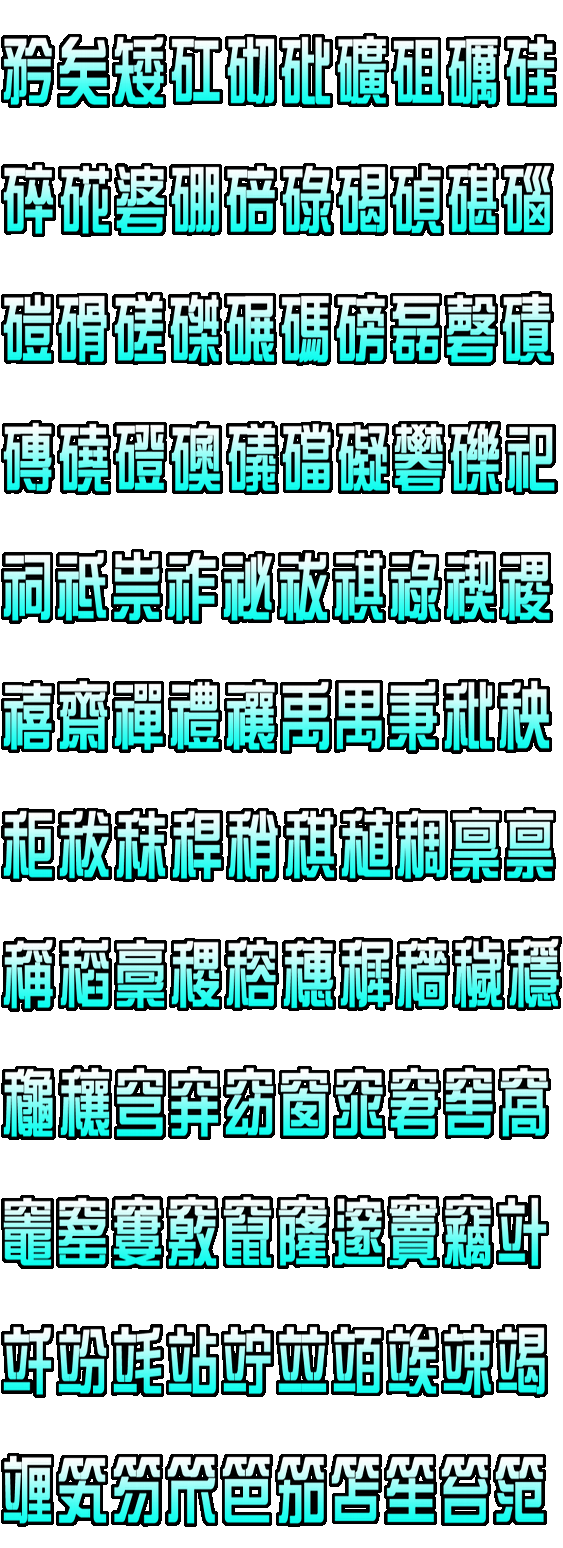 矜矣矮矼砌砒礦砠礪硅
碎硴碆硼碚碌碣碵碪碯
磑磆磋磔碾碼磅磊磬磧
磚磽磴礇礒礑礙礬礫祀
祠祗祟祚祕祓祺祿禊禝
禧齋禪禮禳禹禺秉秕秧
秬秡秣稈稍稘稙稠稟禀
稱稻稾稷穃穗穉穡穢穩
龝穰穹穽窈窗窕窘窖窩
竈窰窶竅竄窿邃竇竊竍
竏竕竓站竚竝竡竢竦竭
竰笂笏笊笆笳笘笙笞笵